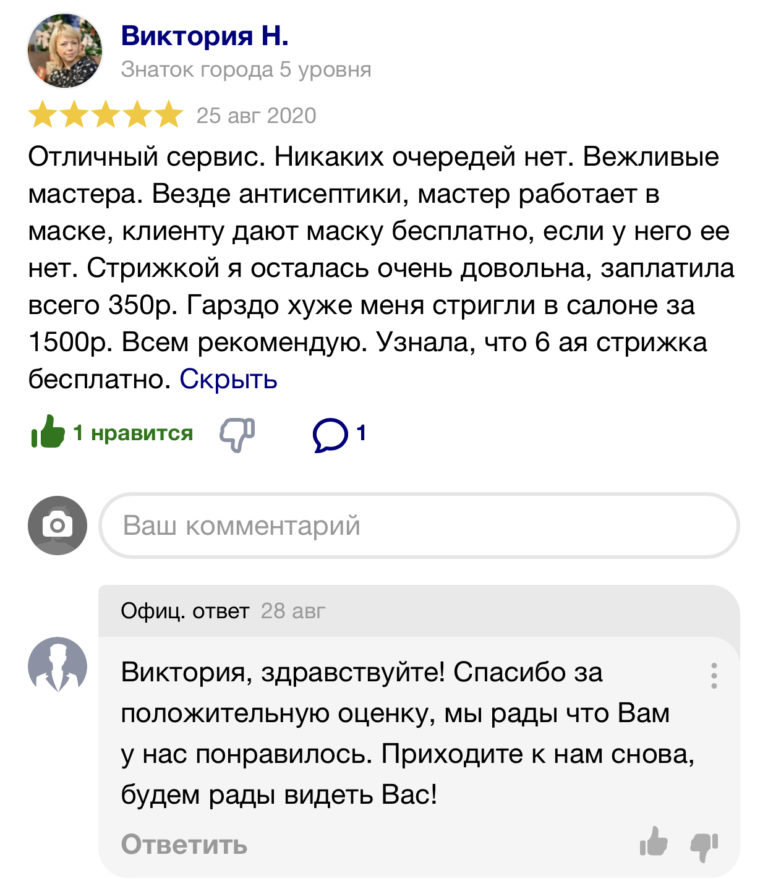 Виктория Н.
Знаток города 5 уровня
25 авг 2020
Отличный сервис. Никаких очередей нет. Вежливые
мастера. Везде антисептики, мастер работает в
маске, клиенту дают маску бесплатно, если у него ее
нет. Стрижкой я осталась очень довольна, заплатила
всего 350р. Гарздо хуже меня стригли в салоне за
1500р. Всем рекомендую. Узнала, что 6 ая стрижка
бесплатно. Скрыть
1 нравится 1
Ваш комментарий
Офиц. ответ 28 авг
Виктория, здравствуйте! Спасибо за
положительную оценку, мы рады что Вам
у нас понравилось. Приходите к нам снова,
будем рады видеть Вас!
Ответить